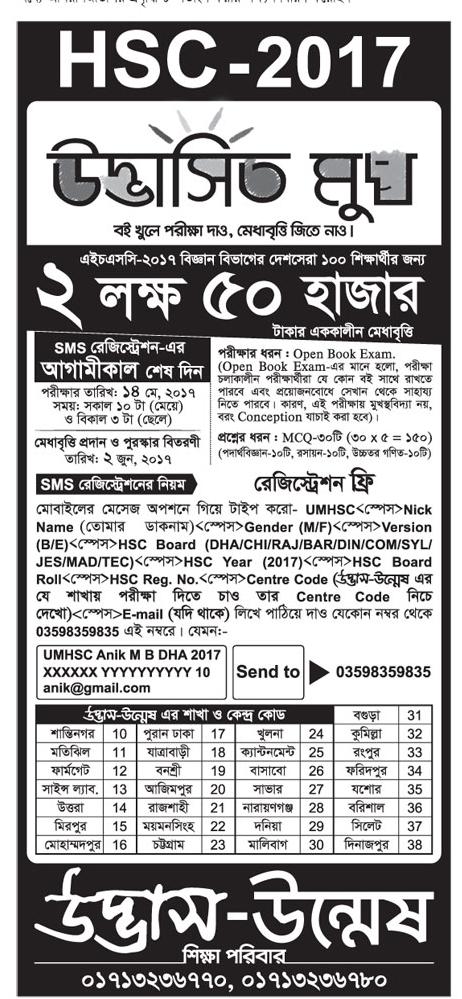 HSC-2017
উদ্ভাসিত মুখ
বই খুলে পরীক্ষা দাও, মেধাবৃত্তি জিতে নাও।
এইচএসসি-২০১৭ বিজ্ঞান বিভাগের দেশসেরা ১০০ শিক্ষার্থীর জন্য
২ লক্ষ ৫০ হাজার
টাকার এককালীন মেধাবৃত্তি
SMS রেজিস্ট্রেশন-এর
আগামীকাল শেষ দিন
পরীক্ষার তারিখ: ১৪ মে, ২০১৭
সময়: সকাল ১০ টা (মেয়ে)
ও বিকাল ৩ টা (ছেলে)
মেধাবৃত্তি প্রদান ও পুরস্কার বিতরণী
তারিখ: ২ জুন, ২০১৭
পরীক্ষার ধরন : Open Book Exam.
(Open Book Exam-এর মানে হলো, পরীক্ষা
চলাকালীন পরীক্ষার্থীরা যে কোন বই সাথে রাখতে
পারবে এবং প্রয়োজনবোধে সেখান থেকে সাহায্য
নিতে পারবে। কারণ, এই পরীক্ষায় মুখস্থবিদ্যা নয়,
বরং Conception যাচাই করা হবে)।
প্রশ্নের ধরন : MCQ-৩০টি (৩০ x ৫ = ১৫০)
(পদার্থবিজ্ঞান-১০টি, রসায়ন-১০টি, উচ্চতর গণিত-১০টি)
SMS রেজিস্ট্রেশনের নিয়ম
রেজিস্ট্রেশন ফ্রি
মোবাইলের মেসেজ অপশনে গিয়ে টাইপ করো- UMHSC<স্পেস>Nick
Name (তোমার ডাকনাম)<স্পেস>Gender (M/F)<স্পেস>Version
(B/E)<স্পেস>HSC Board (DHA/CHI/RAJ/BAR/DIN/COM/SYL/
JES/MAD/TEC)<স্পেস>HSC Year (2017)<স্পেস>HSC Board
Roll<স্পেস>HSC Reg. No.<স্পেস>Centre Code (উদ্ভাস-উন্মেষ এর
যে শাখায় পরীক্ষা দিতে চাও তার Centre Code নিচে
দেখো)<স্পেস>E-mail (যদি থাকে) লিখে পাঠিয়ে দাও যেকোন নম্বর থেকে
03598359835 এই নম্বরে। যেমন:-
UMHSC Anik M B DHA 2017
XXXXXX YYYYYYYYYY 10
anik@gmail.com
Send to
03598359835
উদ্ভাস-উন্মেষ এর শাখা ও কেন্দ্র কোড বগুড়া 31
শান্তিনগর 10 পুরান ঢাকা 17 খুলনা 24 কুমিল্লা 32
মতিঝিল 11 যাত্রাবাড়ী 18 ক্যান্টনমেন্ট 25 রংপুর 33
ফার্মগেট 12 বনশ্রী 19 বাসাবো 26 ফরিদপুর 34
সাইন্স ল্যাব. 13 আজিমপুর 20 সাভার 27 যশোর 35
উত্তরা 14 রাজশাহী 21 নারায়ণগঞ্জ 28 বরিশাল 36
মিরপুর 15 ময়মনসিংহ 22 দনিয়া 29 সিলেট 37
মোহাম্মদপুর 16 চট্টগ্রাম 23 মালিবাগ 30 দিনাজপুর 38
উদ্ভাস-উন্মেষ
শিক্ষা পরিবার
০১৭১৩২৩৬৭৭০, ০১৭১৩২৩৬৭৮০